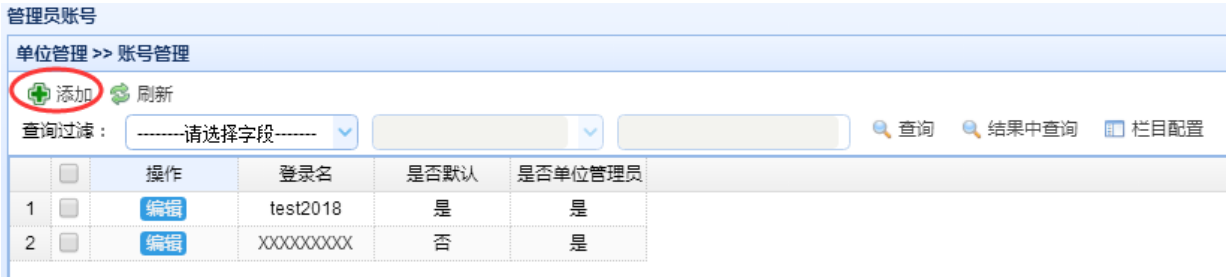 管理员账号
单位管理 >> 账号管理
添加 刷新
查询过滤： --------请选择字段------- 查询 结果中查询 栏目配置
操作 登录名 是否默认 是否单位管理员
1 编辑 test2018 是 是
2 编辑 XXXXXXXXX 否 是